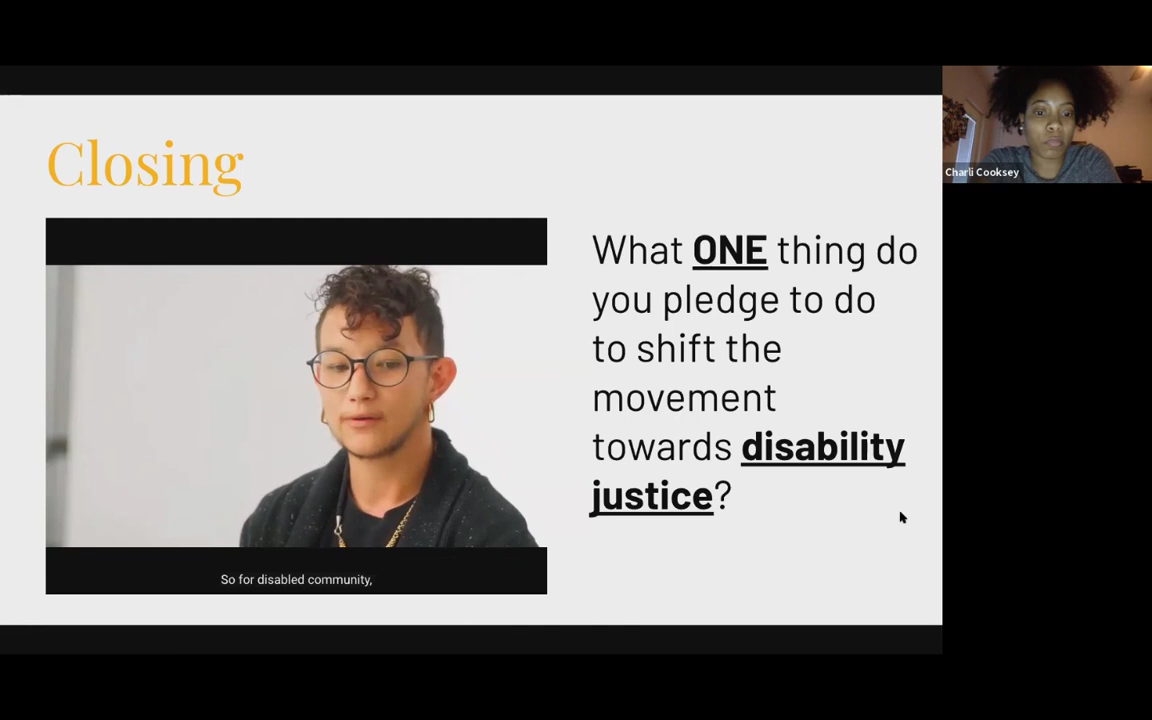 Closing
What ONE thing do
you pledge to do
to shift the
movement
towards disability
justice?
So for disabled community,
Charli Cooksey